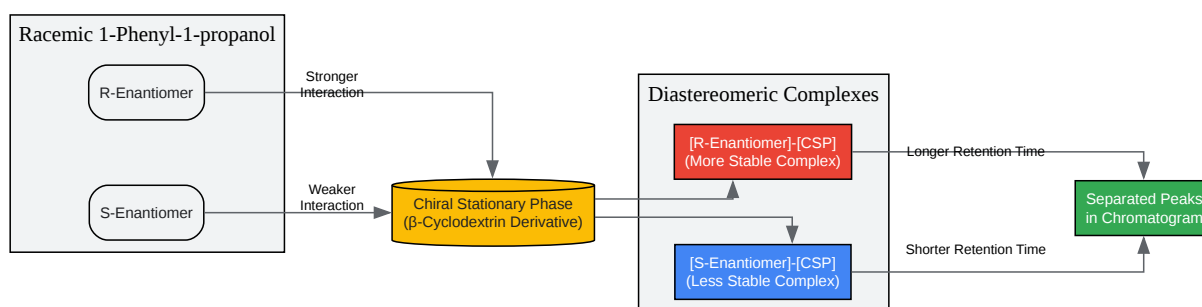 Racemic 1-Phenyl-1-propanol
R-Enantiomer
S-Enantiomer
Stronger
Interaction
Weaker
Interaction
Chiral Stationary Phase
(β-Cyclodextrin Derivative)
Diastereomeric Complexes
[R-Enantiomer]-[CSP]
(More Stable Complex)
[S-Enantiomer]-[CSP]
(Less Stable Complex)
Longer Retention Time
Shorter Retention Time
Separated Peaks
in Chromatogram